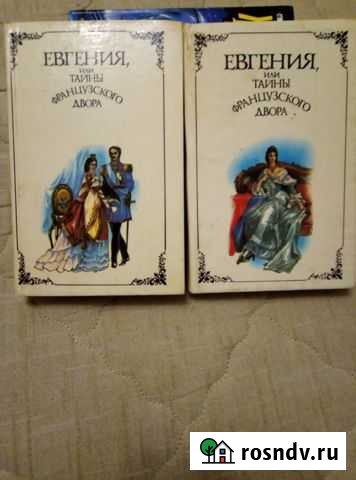 ЕВГЕНИЯ,
ИЛИ
ТАЙНЫ
ФРАНЦУЗСКОГО
ДВОРА
ЕВГЕНИЯ,
ИЛИ
ТАЙНЫ
ФРАНЦУЗСКОГО
ДВОРА
rosndv.ru